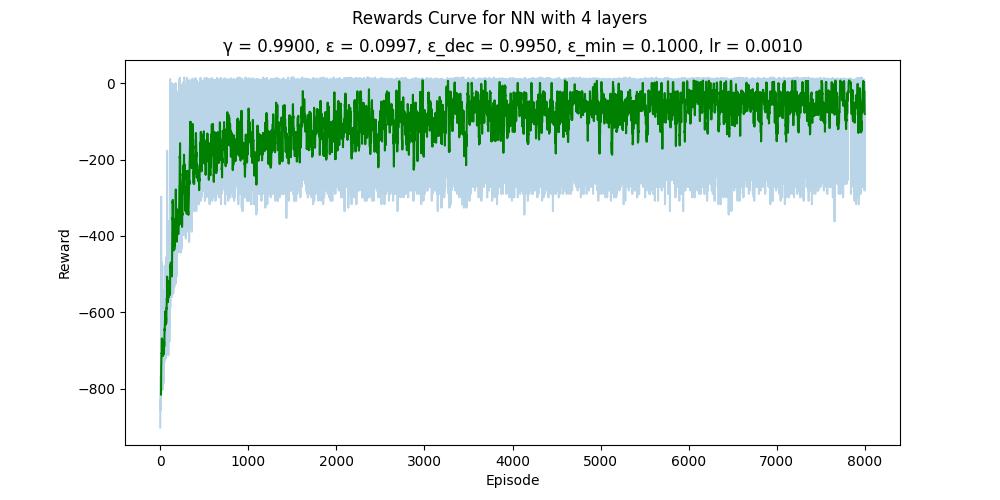 Rewards Curve for NN with 4 layers
γ = 0.9900, ε = 0.0997, ε_dec = 0.9950, ε_min = 0.1000, lr = 0.0010
0
−200
−400
−600
−800
Reward
0 1000 2000 3000 4000 5000 6000 7000 8000
Episode